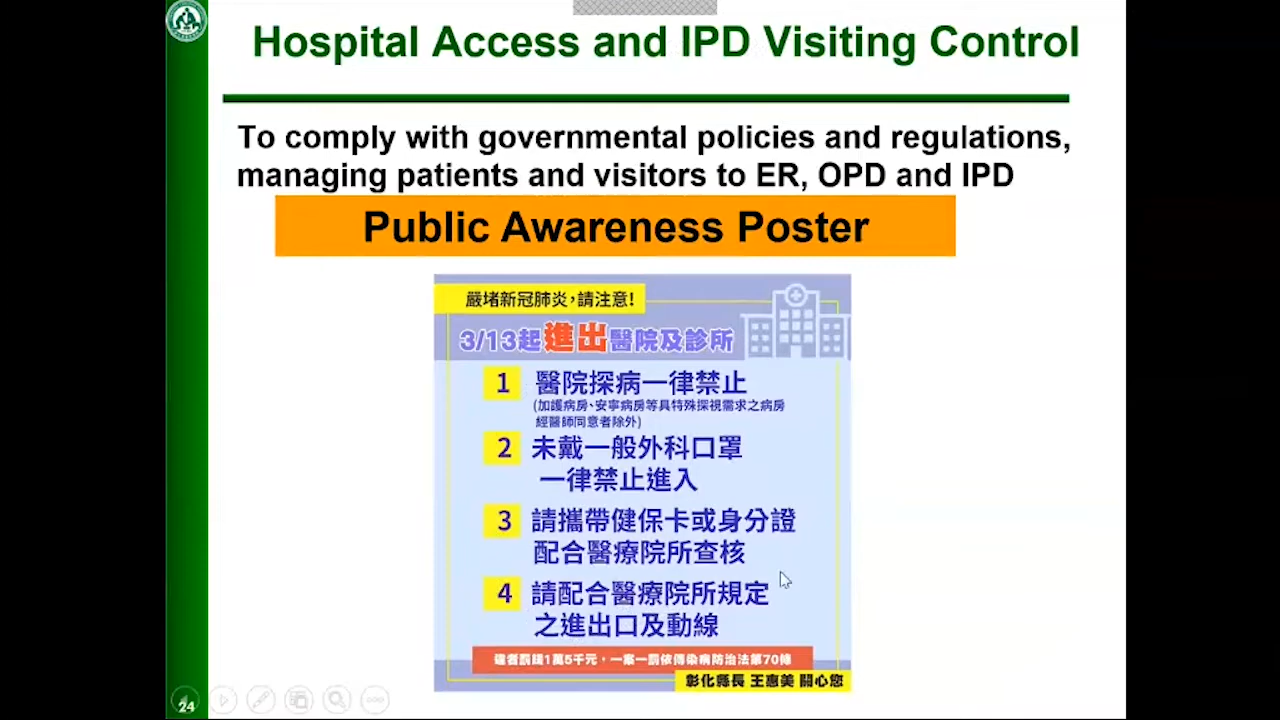 Hospital Access and IPD Visiting Control
To comply with governmental policies and regulations,
managing patients and visitors to ER, OPD and IPD
Public Awareness Poster
嚴堵新冠肺炎,請注意!
3/13起進出醫院及診所
1 醫院探病一律禁止
(加護病房、安寧病房等具特殊探視需求之病房
經醫師同意者除外)
2 未戴一般外科口罩
一律禁止進入
3 請攜帶健保卡或身分證
配合醫療院所查核
4 請配合醫療院所規定
之進出口及動線
違者罰鍰1萬5千元,一案一罰依傳染病防治法第70條
彰化縣長 王惠美 關心您
24